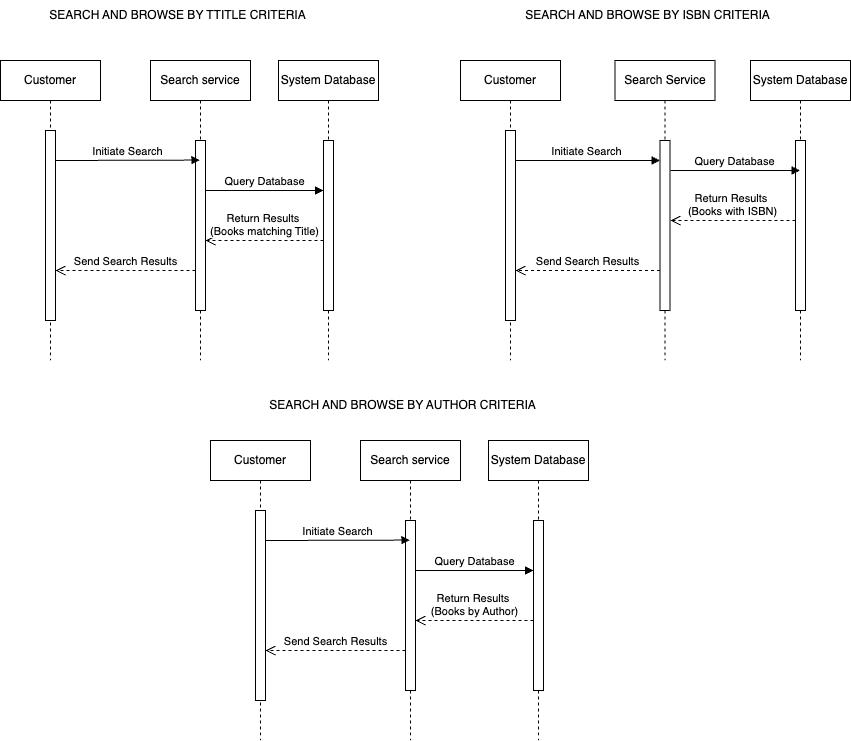 SEARCH AND BROWSE BY TTITLE CRITERIA
Customer
Search service
System Database
Initiate Search
Query Database
Return Results
(Books matching Title)
Send Search Results
SEARCH AND BROWSE BY ISBN CRITERIA
Customer
Search Service
System Database
Initiate Search
Query Database
Return Results
(Books with ISBN)
Send Search Results
SEARCH AND BROWSE BY AUTHOR CRITERIA
Customer
Search service
System Database
Initiate Search
Query Database
Return Results
(Books by Author)
Send Search Results